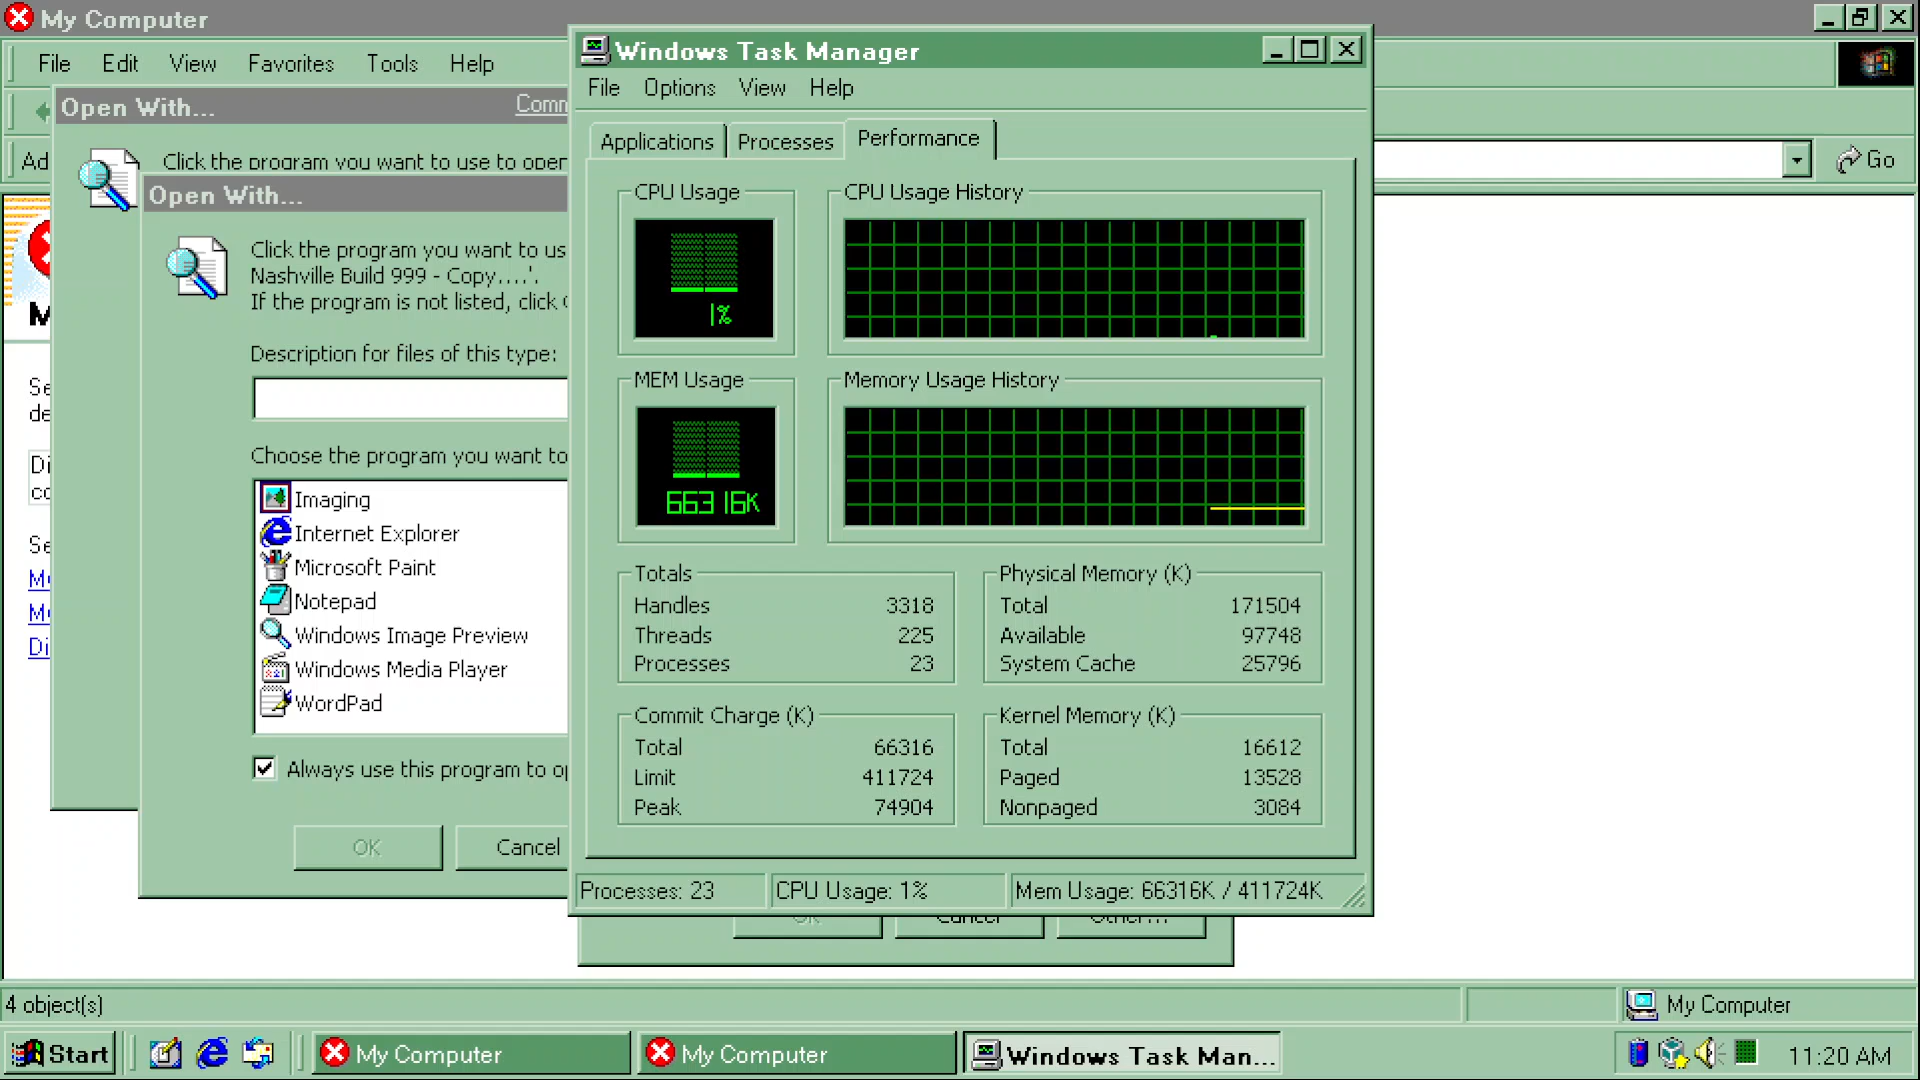 My Computer
File Edit View Favorites Tools Help
Open With...
Click the program you want to use to open
Open With...
Click the program you want to us
Nashville Build 999 - Copy....'.
If the program is not listed, click
Description for files of this type:
Choose the program you want to
Imaging
Internet Explorer
Microsoft Paint
Notepad
Windows Image Preview
Windows Media Player
WordPad
Always use this program to op
OK Cancel
Windows Task Manager
File Options View Help
Applications Processes Performance
CPU Usage CPU Usage History
1%
MEM Usage Memory Usage History
66316K
Totals
Handles 3318
Threads 225
Processes 23
Physical Memory (K)
Total 171504
Available 97748
System Cache 25796
Commit Charge (K)
Total 66316
Limit 411724
Peak 74904
Kernel Memory (K)
Total 16612
Paged 13528
Nonpaged 3084
Processes: 23 CPU Usage: 1% Mem Usage: 66316K / 411724K
OK Cancel Other...
Go
4 object(s) My Computer
Start My Computer My Computer Windows Task Man... 11:20 AM